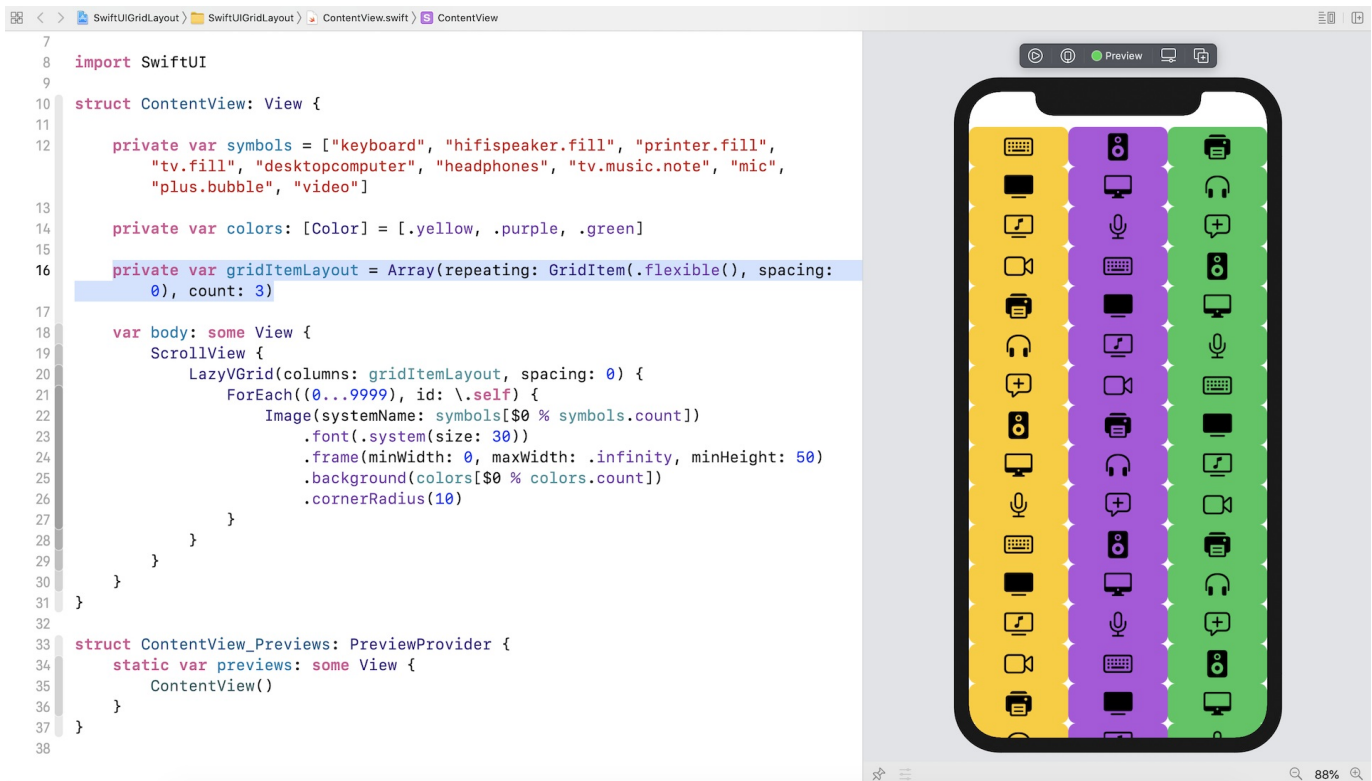 SwiftUIGridLayout 〉 SwiftUIGridLayout 〉 ContentView.swift 〉 S ContentView
Preview
7
8 import SwiftUI
9
10 struct ContentView: View {
11
12 private var symbols = ["keyboard", "hifispeaker.fill", "printer.fill",
"tv.fill", "desktopcomputer", "headphones", "tv.music.note", "mic",
"plus.bubble", "video"]
13
14 private var colors: [Color] = [.yellow, .purple, .green]
15
16 private var gridItemLayout = Array(repeating: GridItem(.flexible(), spacing:
0), count: 3)
17
18 var body: some View {
19 ScrollView {
20 LazyVGrid(columns: gridItemLayout, spacing: 0) {
21 ForEach((0...9999), id: \.self) {
22 Image(systemName: symbols[$0 % symbols.count])
23 .font(.system(size: 30))
24 .frame(minWidth: 0, maxWidth: .infinity, minHeight: 50)
25 .background(colors[$0 % colors.count])
26 .cornerRadius(10)
27 }
28 }
29 }
30 }
31 }
32
33 struct ContentView_Previews: PreviewProvider {
34 static var previews: some View {
35 ContentView()
36 }
37 }
38
88%